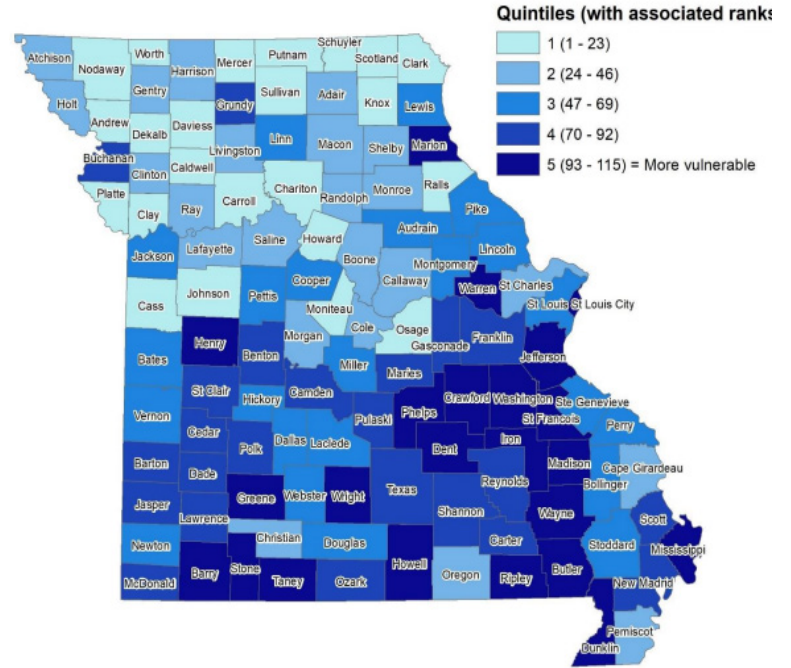 Quintiles (with associated ranks
1 (1 - 23)
2 (24 - 46)
3 (47 - 69)
4 (70 - 92)
5 (93 - 115) = More vulnerable
Atchison
Nodaway
Worth
Harrison
Mercer
Putnam
Schuyler
Scotland
Clark
Holt
Gentry
Grundy
Sullivan
Adair
Knox
Lewis
Andrew
Dekalb
Daviess
Livingston
Linn
Macon
Shelby
Marion
Buchanan
Clinton
Caldwell
Platte
Clay
Ray
Carroll
Chariton
Randolph
Monroe
Ralls
Pike
Jackson
Lafayette
Saline
Howard
Boone
Audrain
Callaway
Montgomery
Lincoln
Cass
Johnson
Pettis
Cooper
Moniteau
Cole
Osage
Gasconade
Warren
St Charles
St Louis
St Louis City
Franklin
Jefferson
Bates
Henry
Benton
Morgan
Miller
Maries
St Clair
Hickory
Camden
Pulaski
Phelps
Crawford
Washington
St Francois
Ste Genevieve
Perry
Vernon
Cedar
Polk
Dallas
Laclede
Dent
Iron
Madison
Cape Girardeau
Bollinger
Barton
Dade
Greene
Webster
Wright
Texas
Reynolds
Wayne
Jasper
Lawrence
Christian
Douglas
Shannon
Carter
Scott
Stoddard
Mississippi
Newton
McDonald
Barry
Stone
Taney
Ozark
Howell
Oregon
Ripley
Butler
New Madrid
Pemiscot
Dunklin